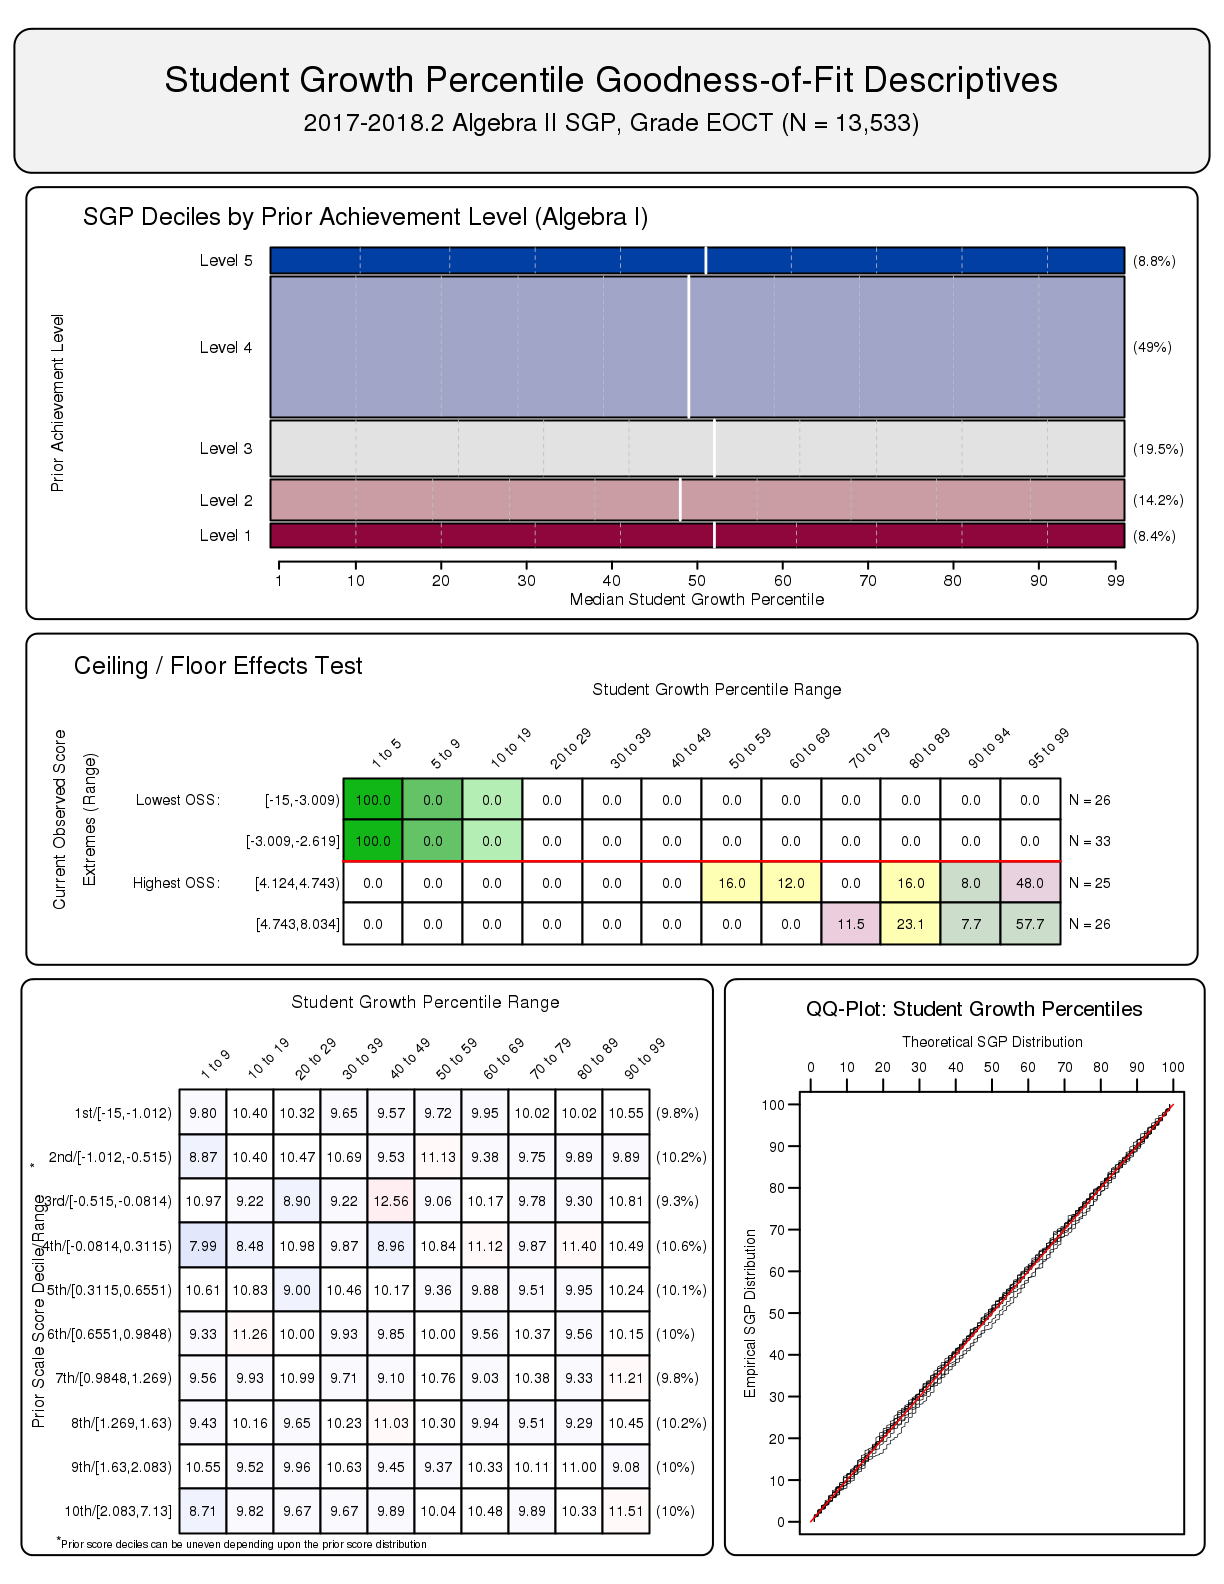 Student Growth Percentile Goodness-of-Fit Descriptives
2017-2018.2 Algebra II SGP, Grade EOCT (N = 13,533)
SGP Deciles by Prior Achievement Level (Algebra I)
Prior Achievement Level
Level 5 (8.8%)
Level 4 (49%)
Level 3 (19.5%)
Level 2 (14.2%)
Level 1 (8.4%)
1 10 20 30 40 50 60 70 80 90 99
Median Student Growth Percentile
Ceiling / Floor Effects Test
Student Growth Percentile Range
Current Observed Score
Extremes (Range)
1 to 5 5 to 9 10 to 19 20 to 29 30 to 39 40 to 49 50 to 59 60 to 69 70 to 79 80 to 89 90 to 94 95 to 99
Lowest OSS: [-15,-3.009) 100.0 0.0 0.0 0.0 0.0 0.0 0.0 0.0 0.0 0.0 0.0 0.0 N = 26
[-3.009,-2.619] 100.0 0.0 0.0 0.0 0.0 0.0 0.0 0.0 0.0 0.0 0.0 0.0 N = 33
Highest OSS: [4.124,4.743) 0.0 0.0 0.0 0.0 0.0 0.0 16.0 12.0 0.0 16.0 8.0 48.0 N = 25
[4.743,8.034] 0.0 0.0 0.0 0.0 0.0 0.0 0.0 0.0 11.5 23.1 7.7 57.7 N = 26
Student Growth Percentile Range
Prior Scale Score Decile/Range *
1 to 9 10 to 19 20 to 29 30 to 39 40 to 49 50 to 59 60 to 69 70 to 79 80 to 89 90 to 99
1st/[-15,-1.012) 9.80 10.40 10.32 9.65 9.57 9.72 9.95 10.02 10.02 10.55 (9.8%)
2nd/[-1.012,-0.515) 8.87 10.40 10.47 10.69 9.53 11.13 9.38 9.75 9.89 9.89 (10.2%)
3rd/[-0.515,-0.0814) 10.97 9.22 8.90 9.22 12.56 9.06 10.17 9.78 9.30 10.81 (9.3%)
4th/[-0.0814,0.3115) 7.99 8.48 10.98 9.87 8.96 10.84 11.12 9.87 11.40 10.49 (10.6%)
5th/[0.3115,0.6551) 10.61 10.83 9.00 10.46 10.17 9.36 9.88 9.51 9.95 10.24 (10.1%)
6th/[0.6551,0.9848) 9.33 11.26 10.00 9.93 9.85 10.00 9.56 10.37 9.56 10.15 (10%)
7th/[0.9848,1.269) 9.56 9.93 10.99 9.71 9.10 10.76 9.03 10.38 9.33 11.21 (9.8%)
8th/[1.269,1.63) 9.43 10.16 9.65 10.23 11.03 10.30 9.94 9.51 9.29 10.45 (10.2%)
9th/[1.63,2.083) 10.55 9.52 9.96 10.63 9.45 9.37 10.33 10.11 11.00 9.08 (10%)
10th/[2.083,7.13] 8.71 9.82 9.67 9.67 9.89 10.04 10.48 9.89 10.33 11.51 (10%)
*Prior score deciles can be uneven depending upon the prior score distribution
QQ-Plot: Student Growth Percentiles
Theoretical SGP Distribution
0 10 20 30 40 50 60 70 80 90 100
Empirical SGP Distribution
100
90
80
70
60
50
40
30
20
10
0